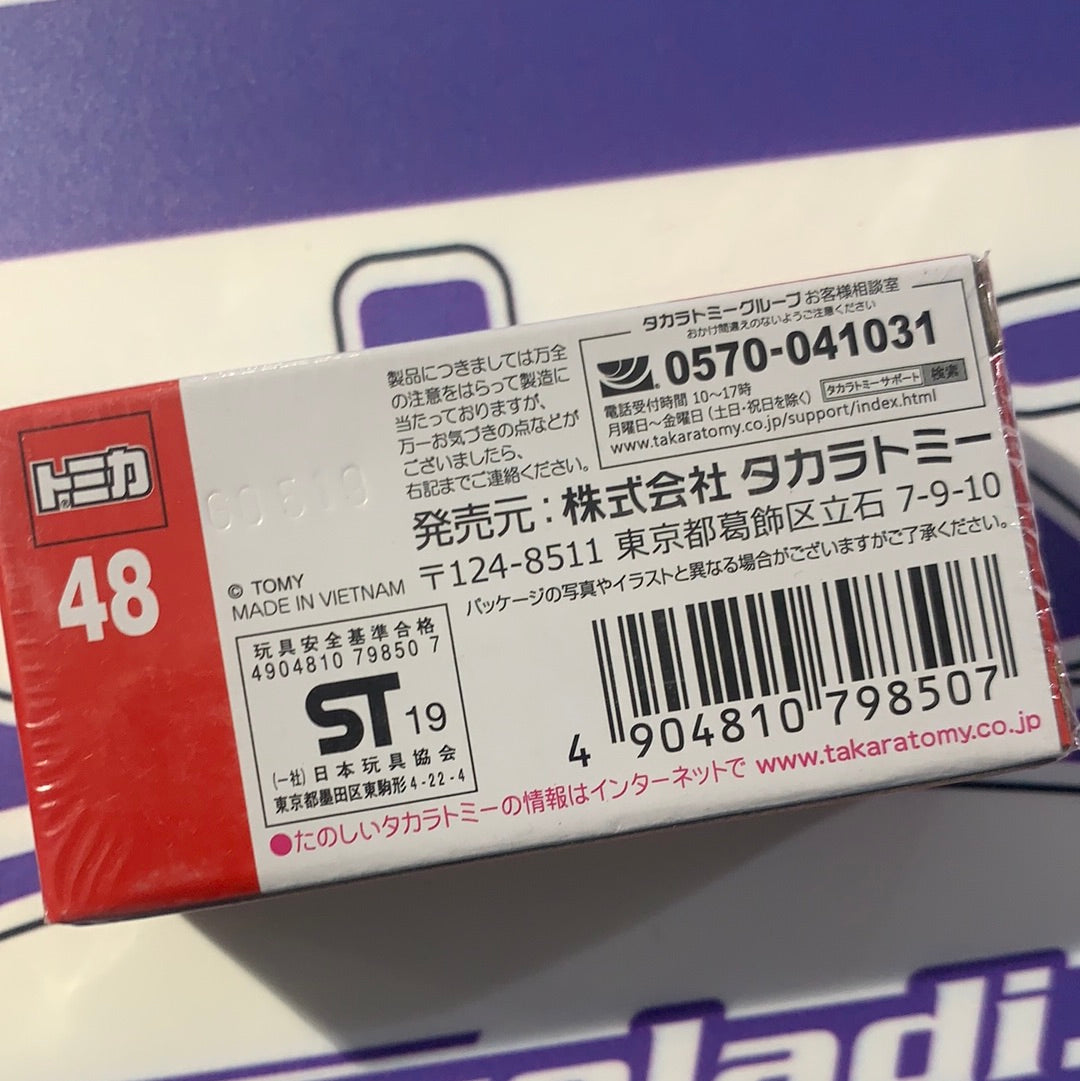 トミカ
48
製品につきましては万全
の注意をはらって製造に
当たっておりますが、
万一お気づきの点などが
ございましたら、
右記までご連絡ください。
タカラトミーグループ お客様相談室
おかけ間違えのないようご注意ください
0570-041031
電話受付時間 10〜17時
月曜日〜金曜日 (土日・祝日を除く)
タカラトミーサポート 検索
www.takaratomy.co.jp/support/index.html
発売元:株式会社 タカラトミー
〒124-8511 東京都葛飾区立石 7-9-10
パッケージの写真やイラストと異なる場合がございますがご了承ください。
© TOMY
MADE IN VIETNAM
玩具安全基準合格
4904810 79850 7
ST 19
(一社) 日本玩具協会
東京都墨田区東駒形 4-22-4
4 904810 798507
●たのしいタカラトミーの情報はインターネットで www.takaratomy.co.jp